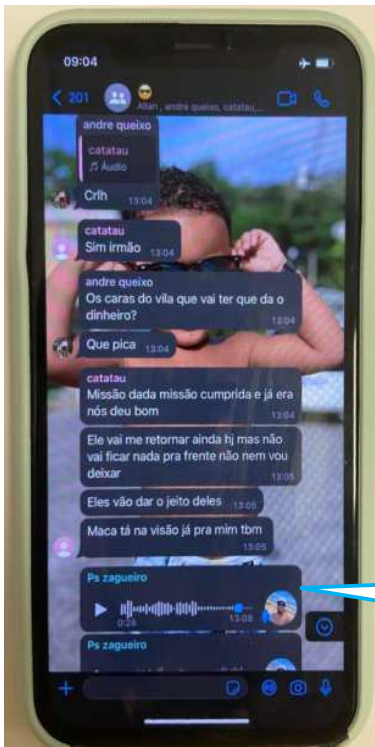 09:04
201
Allan , andre queixo, catatau,...
andre queixo
catatau
Áudio
Crlh 13:04
catatau
Sim irmão 13:04
andre queixo
Os caras do vila que vai ter que da o
dinheiro?
13:04
Que pica 13:04
catatau
Missão dada missão cumprida e já era
nós deu bom
13:04
Ele vai me retornar ainda hj mas não
vai ficar nada pra frente não nem vou
deixar
13:05
Eles vão dar o jeito deles 13:05
Maca tá na visão já pra mim tbm
13:05
Ps zagueiro
0:26
Ps zagueiro